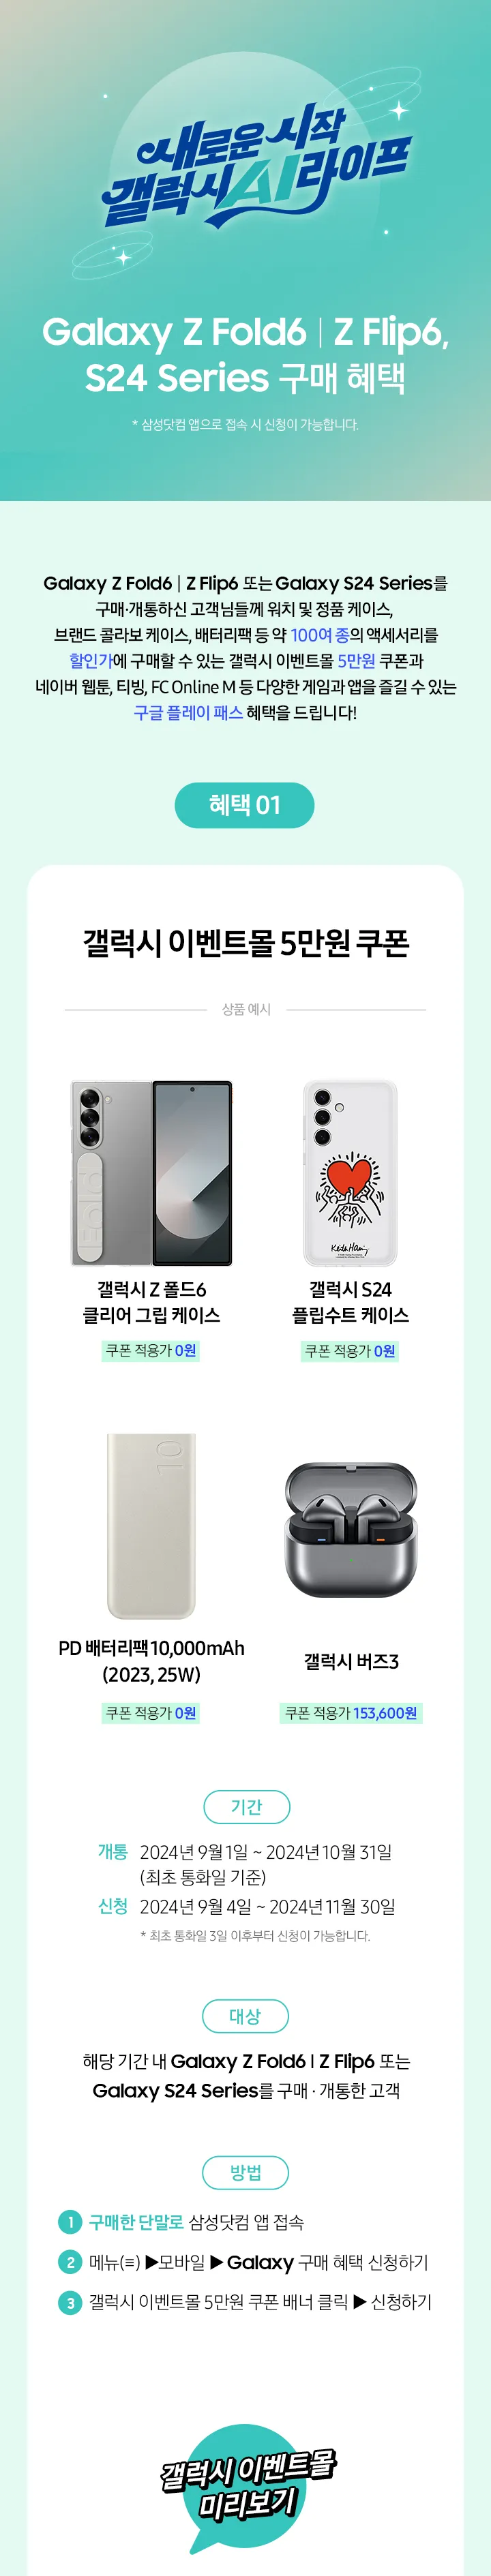 새로운 시작
갤럭시 AI 라이프
Galaxy Z Fold6 | Z Flip6,
S24 Series 구매 혜택
* 삼성닷컴 앱으로 접속 시 신청이 가능합니다.
Galaxy Z Fold6 | Z Flip6 또는 Galaxy S24 Series를
구매·개통하신 고객님들께 워치 및 정품 케이스,
브랜드 콜라보 케이스, 배터리팩 등 약 100여 종의 액세서리를
할인가에 구매할 수 있는 갤럭시 이벤트몰 5만원 쿠폰과
네이버 웹툰, 티빙, FC Online M 등 다양한 게임과 앱을 즐길 수 있는
구글 플레이 패스 혜택을 드립니다!
혜택 01
갤럭시 이벤트몰 5만원 쿠폰
상품 예시
Keith Haring
갤럭시 Z 폴드6
클리어 그립 케이스
쿠폰 적용가 0원
갤럭시 S24
플립수트 케이스
쿠폰 적용가 0원
10
PD 배터리팩 10,000mAh
(2023, 25W)
쿠폰 적용가 0원
갤럭시 버즈3
쿠폰 적용가 153,600원
기간
개통 2024년 9월 1일 ~ 2024년 10월 31일
(최초 통화일 기준)
신청 2024년 9월 4일 ~ 2024년 11월 30일
* 최초 통화일 3일 이후부터 신청이 가능합니다.
대상
해당 기간 내 Galaxy Z Fold6 | Z Flip6 또는
Galaxy S24 Series를 구매 · 개통한 고객
방법
1 구매한 단말로 삼성닷컴 앱 접속
2 메뉴(≡) ▶모바일 ▶ Galaxy 구매 혜택 신청하기
3 갤럭시 이벤트몰 5만원 쿠폰 배너 클릭 ▶ 신청하기
갤럭시 이벤트몰
미리보기